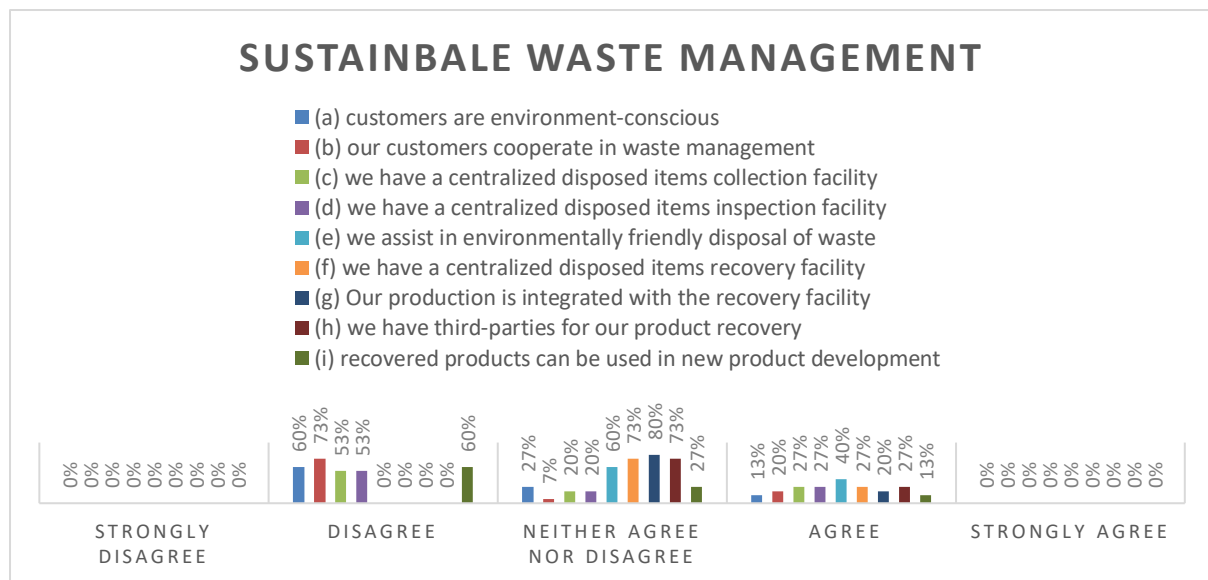 SUSTAINBALE WASTE MANAGEMENT
(a) customers are environment-conscious
(b) our customers cooperate in waste management
(c) we have a centralized disposed items collection facility
(d) we have a centralized disposed items inspection facility
(e) we assist in environmentally friendly disposal of waste
(f) we have a centralized disposed items recovery facility
(g) Our production is integrated with the recovery facility
(h) we have third-parties for our product recovery
(i) recovered products can be used in new product development
0%
0%
0%
0%
0%
0%
0%
0%
0%
60%
73%
53%
53%
0%
0%
0%
0%
60%
27%
7%
20%
20%
60%
73%
80%
73%
27%
13%
20%
27%
27%
40%
27%
20%
27%
13%
0%
0%
0%
0%
0%
0%
0%
0%
0%
STRONGLY
DISAGREE
DISAGREE
NEITHER AGREE
NOR DISAGREE
AGREE
STRONGLY AGREE